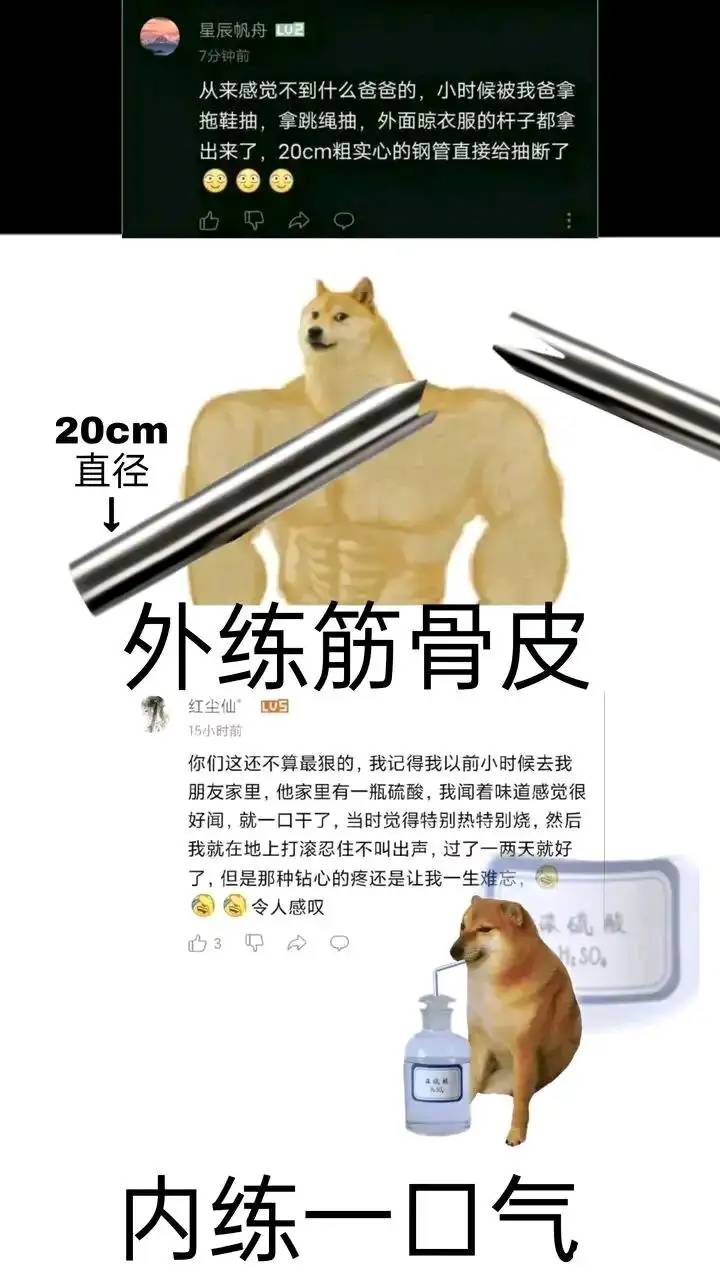 星辰帆舟 LV2
7分钟前
从来感觉不到什么爸爸的，小时候被我爸拿
拖鞋抽，拿跳绳抽，外面晾衣服的杆子都拿
出来了，20cm粗实心的钢管直接给抽断了
20cm
直径
↓
外练筋骨皮
红尘仙° LV5
15小时前
你们这还不算最狠的，我记得我以前小时候去我
朋友家里，他家里有一瓶硫酸，我闻着味道感觉很
好闻，就一口干了，当时觉得特别热特别烧，然后
我就在地上打滚忍住不叫出声，过了一两天就好
了，但是那种钻心的疼还是让我一生难忘，
令人感叹
3
浓硫酸
H₂SO₄
浓硫酸
H₂SO₄
内练一口气